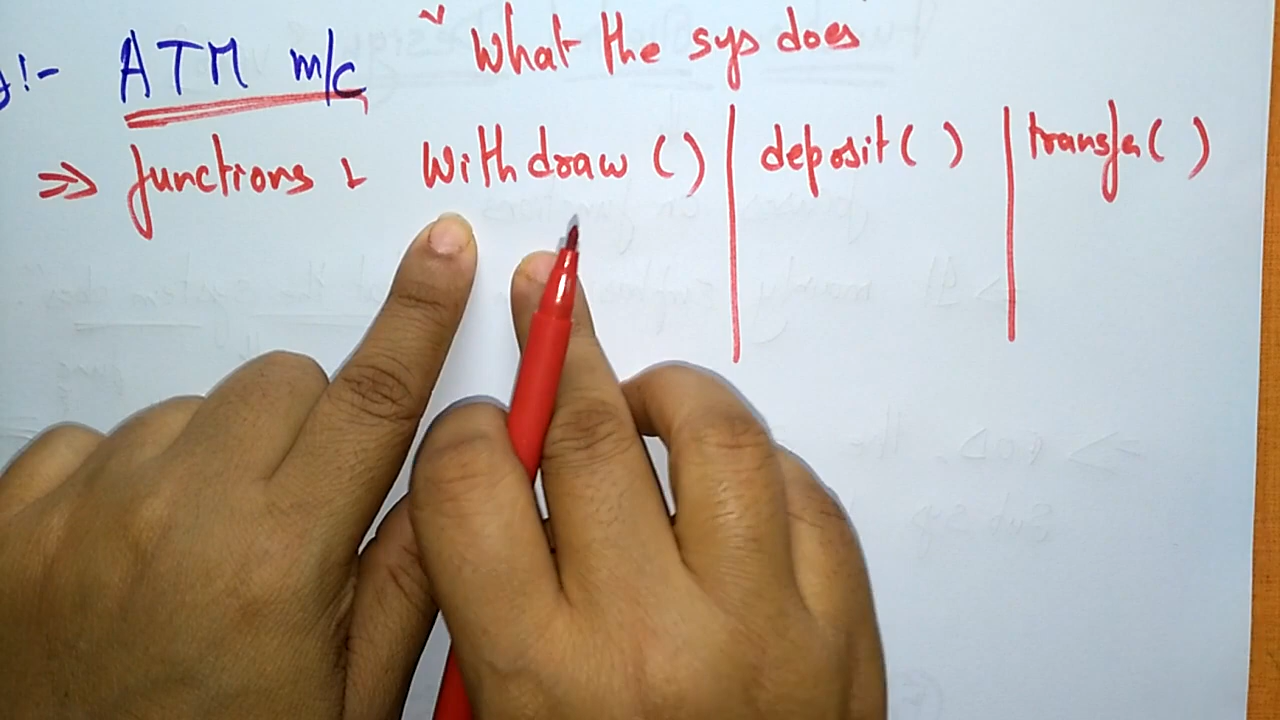 ATM m/c
What the sys does
⇒ functions : Withdraw () | deposit ( ) | transfer ( )